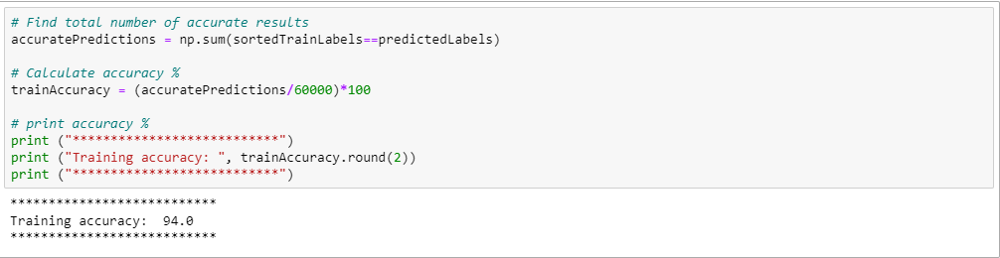 # Find total number of accurate results
accuratePredictions = np.sum(sortedTrainLabels==predictedLabels)
# Calculate accuracy %
trainAccuracy = (accuratePredictions/60000)*100
# print accuracy %
print ("***************************")
print ("Training accuracy: ", trainAccuracy.round(2))
print ("***************************")
***************************
Training accuracy:  94.0
***************************